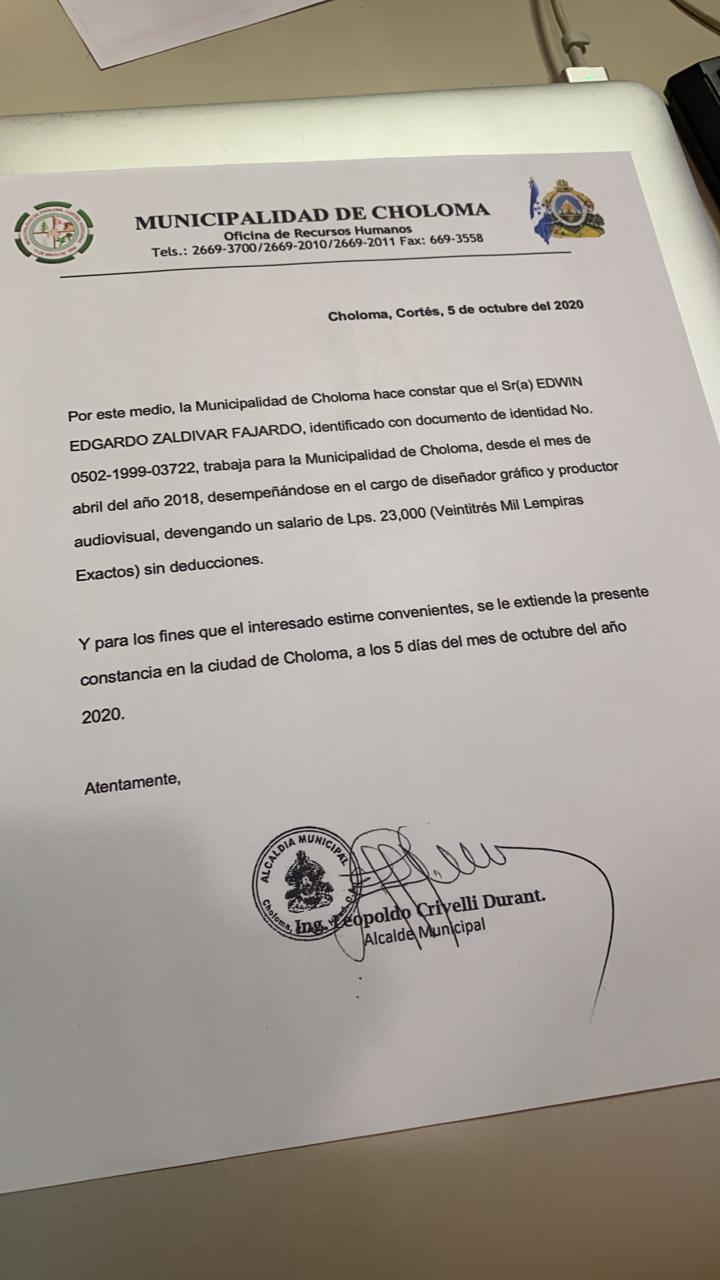 MUNICIPALIDAD DE CHOLOMA
Oficina de Recursos Humanos
Tels.: 2669-3700/2669-2010/2669-2011 Fax: 669-3558
Choloma, Cortés, 5 de octubre del 2020
Por este medio, la Municipalidad de Choloma hace constar que el Sr(a) EDWIN
EDGARDO ZALDIVAR FAJARDO, identificado con documento de identidad No.
0502-1999-03722, trabaja para la Municipalidad de Choloma, desde el mes de
abril del año 2018, desempeñándose en el cargo de diseñador gráfico y productor
audiovisual, devengando un salario de Lps. 23,000 (Veintitrés Mil Lempiras
Exactos) sin deducciones.
Y para los fines que el interesado estime convenientes, se le extiende la presente
constancia en la ciudad de Choloma, a los 5 días del mes de octubre del año
2020.
Atentamente,
ALCALDIA MUNICIPAL
Choloma,
Ing. Leopoldo Crivelli Durant.
Alcalde Municipal